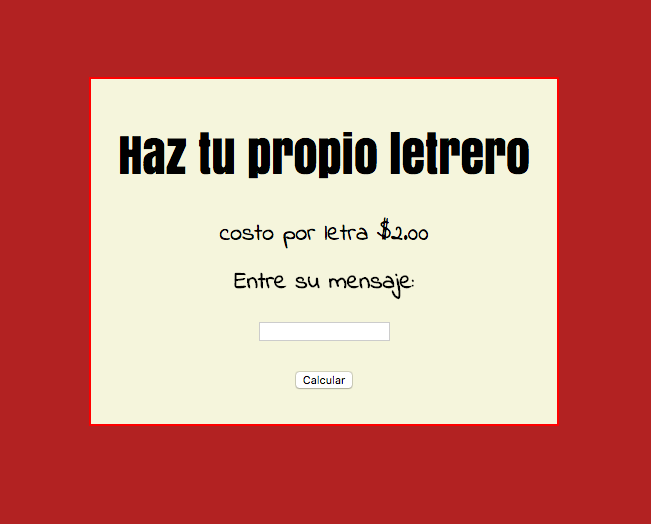 Haz tu propio letrero
costo por letra $2.00
Entre su mensaje:
Calcular